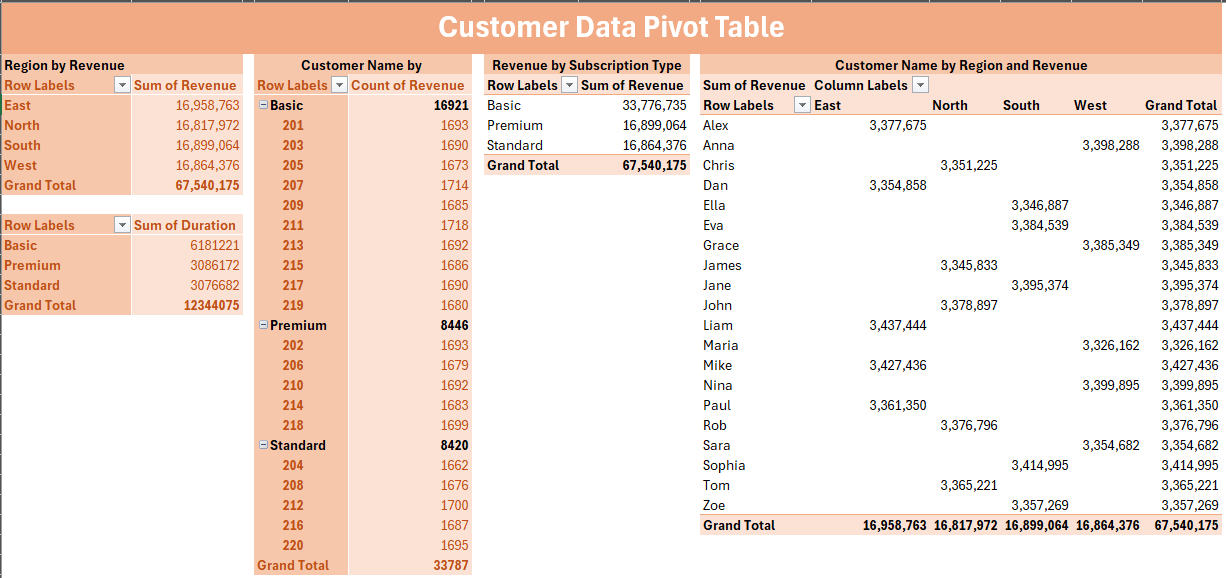 Customer Data Pivot Table
Region by Revenue
Row Labels Sum of Revenue
East 16,958,763
North 16,817,972
South 16,899,064
West 16,864,376
Grand Total 67,540,175
Row Labels Sum of Duration
Basic 6181221
Premium 3086172
Standard 3076682
Grand Total 12344075
Customer Name by
Row Labels Count of Revenue
Basic 16921
201 1693
203 1690
205 1673
207 1714
209 1685
211 1718
213 1692
215 1686
217 1690
219 1680
Premium 8446
202 1693
206 1679
210 1692
214 1683
218 1699
Standard 8420
204 1662
208 1676
212 1700
216 1687
220 1695
Grand Total 33787
Revenue by Subscription Type
Row Labels Sum of Revenue
Basic 33,776,735
Premium 16,899,064
Standard 16,864,376
Grand Total 67,540,175
Customer Name by Region and Revenue
Sum of Revenue Column Labels
Row Labels East North South West Grand Total
Alex 3,377,675 3,377,675
Anna 3,398,288 3,398,288
Chris 3,351,225 3,351,225
Dan 3,354,858 3,354,858
Ella 3,346,887 3,346,887
Eva 3,384,539 3,384,539
Grace 3,385,349 3,385,349
James 3,345,833 3,345,833
Jane 3,395,374 3,395,374
John 3,378,897 3,378,897
Liam 3,437,444 3,437,444
Maria 3,326,162 3,326,162
Mike 3,427,436 3,427,436
Nina 3,399,895 3,399,895
Paul 3,361,350 3,361,350
Rob 3,376,796 3,376,796
Sara 3,354,682 3,354,682
Sophia 3,414,995 3,414,995
Tom 3,365,221 3,365,221
Zoe 3,357,269 3,357,269
Grand Total 16,958,763 16,817,972 16,899,064 16,864,376 67,540,175